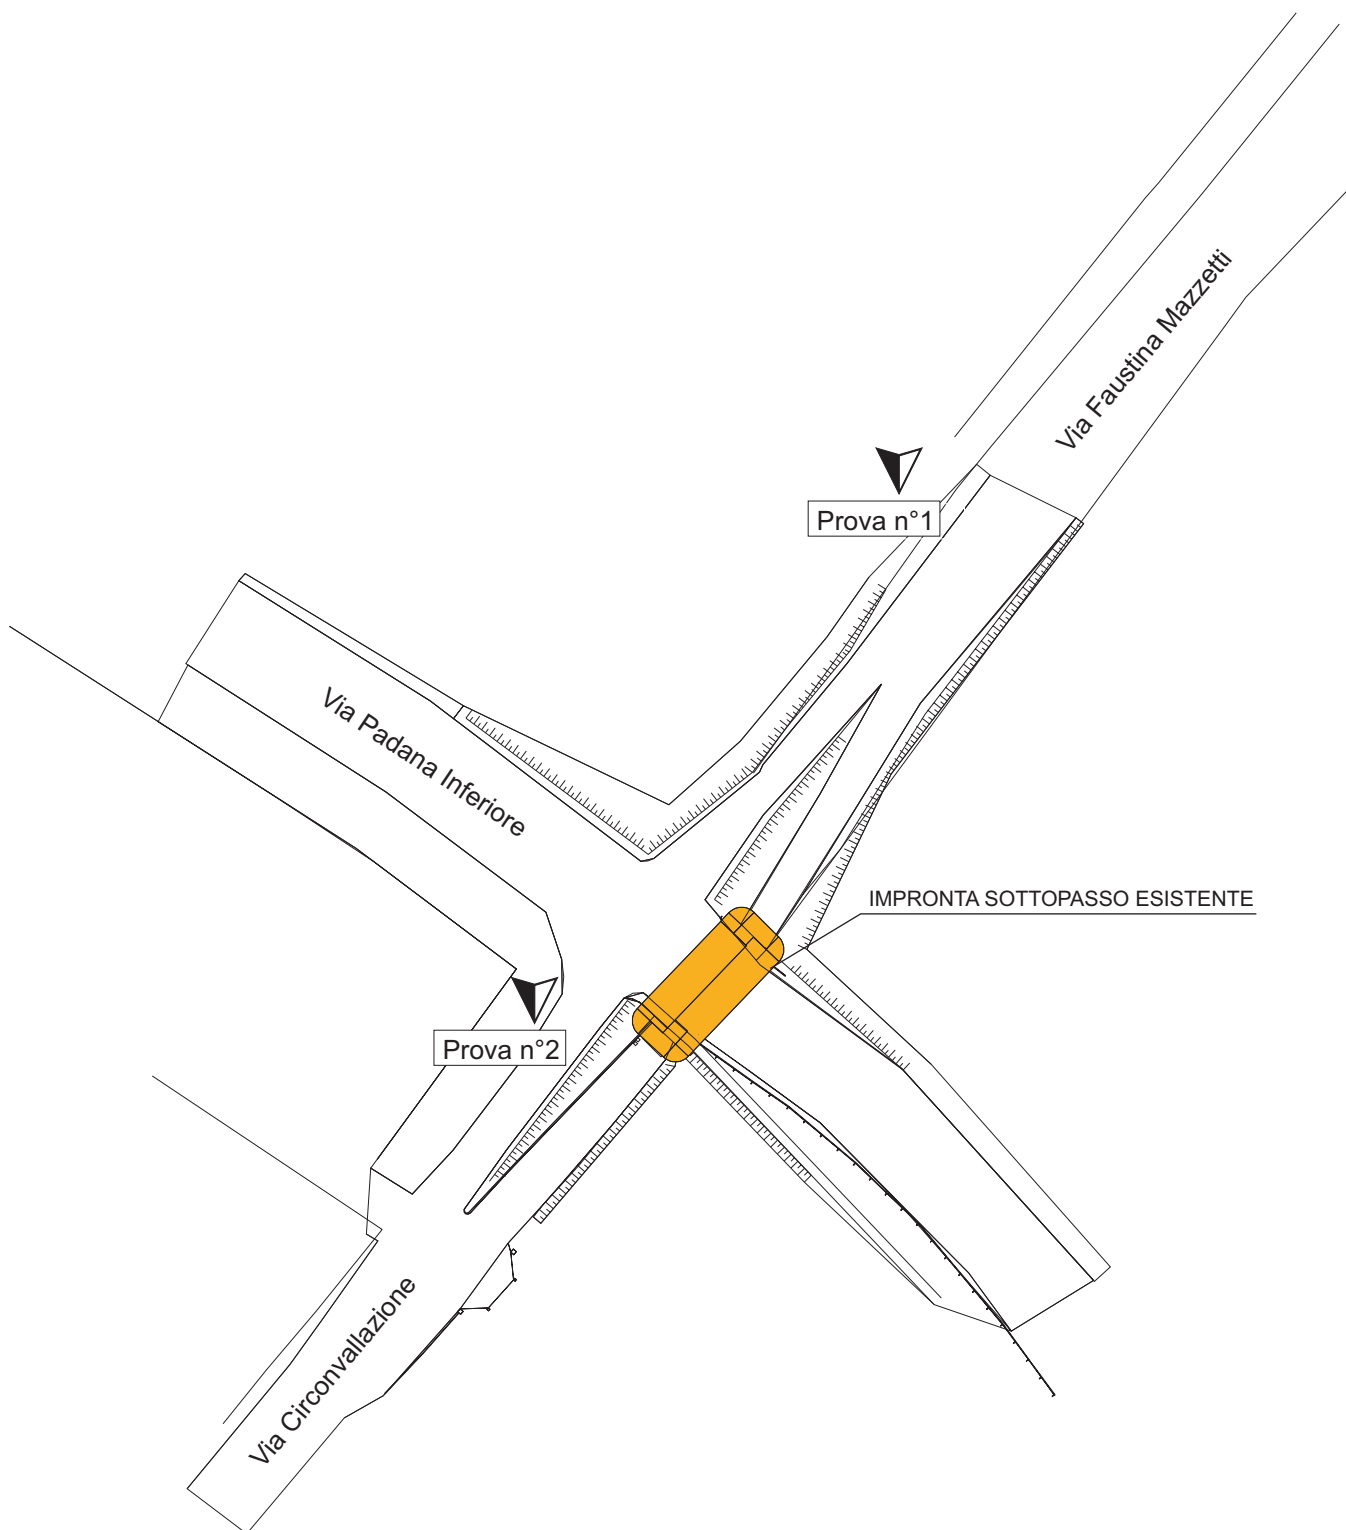 Via Faustina Mazzetti
Prova n°1
Via Padana Inferiore
IMPRONTA SOTTOPASSO ESISTENTE
Prova n°2
Via Circonvallazione